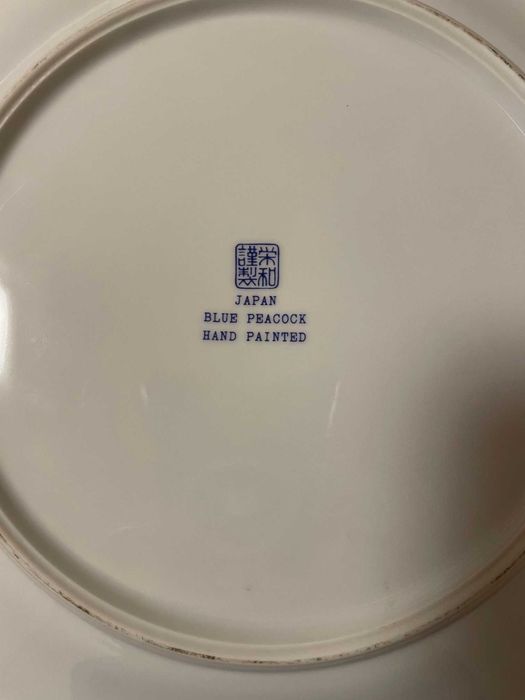 栄和
謹製
JAPAN
BLUE PEACOCK
HAND PAINTED